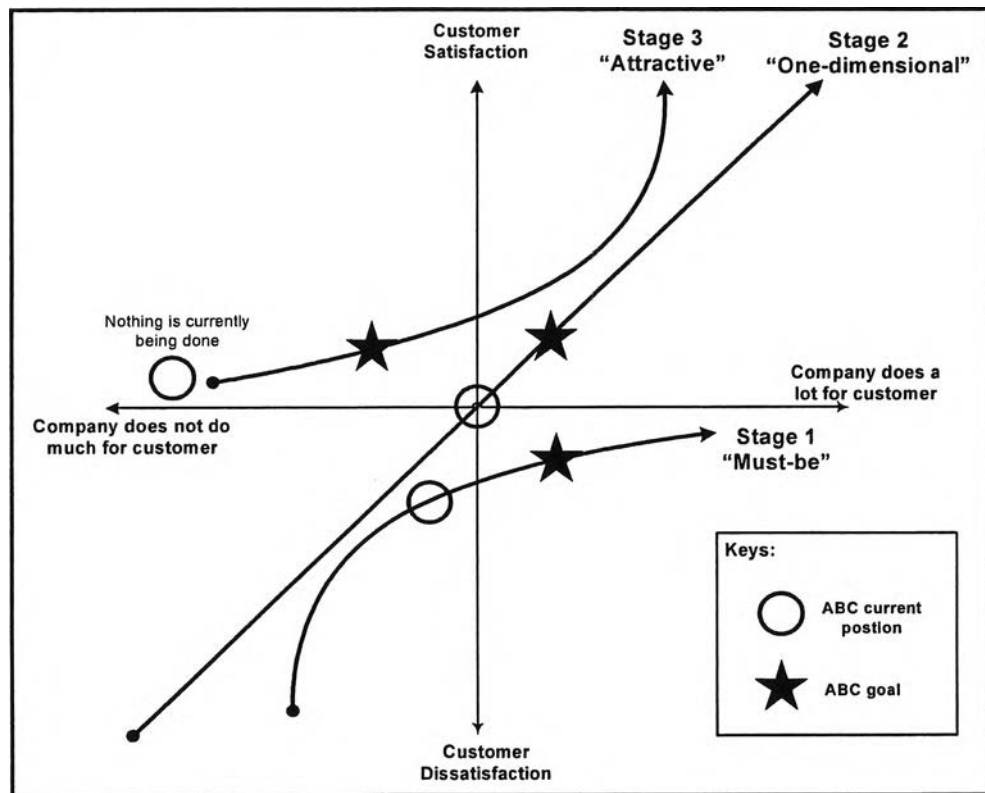 Customer
Satisfaction
Stage 3
“Attractive”
Stage 2
“One-dimensional”
Nothing is currently
being done
Company does a
lot for customer
Company does not do
much for customer
Stage 1
“Must-be”
Keys:
ABC current
postion
ABC goal
Customer
Dissatisfaction